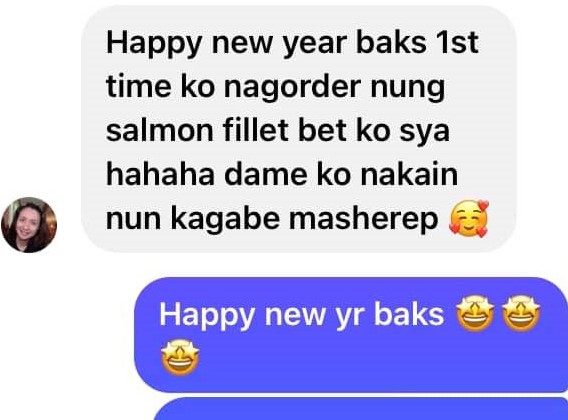 Happy new year baks 1st
time ko nagorder nung
salmon fillet bet ko sya
hahaha dame ko nakain
nun kagabe masherep 🥰
Happy new yr baks 🤩🤩
🤩